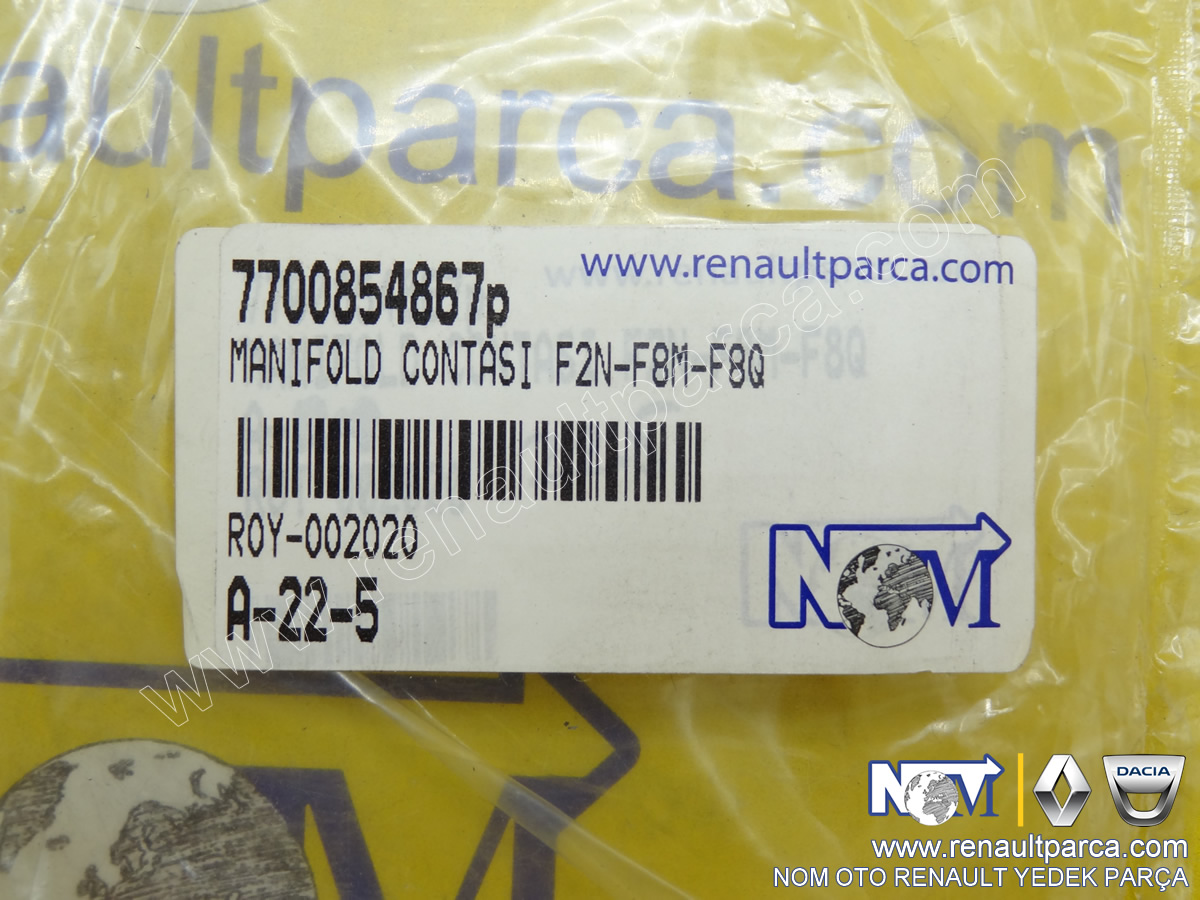 aultparca.com
www.renaultparca.com
7700854867p
MANIFOLD CONTASI F2N-F8M-F8Q
ROY-002020
A-22-5
NOM
www.renaultparca.com
NOM
DACIA
www.renaultparca.com
NOM OTO RENAULT YEDEK PARÇA